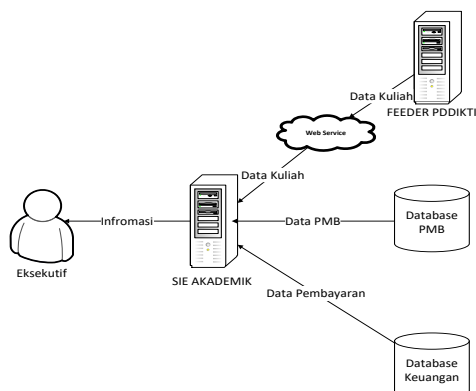 Data Kuliah
FEEDER PDDIKTI
Web Service
Data Kuliah
Infromasi
Data PMB
Database
PMB
Eksekutif
SIE AKADEMIK
Data Pembayaran
Database
Keuangan